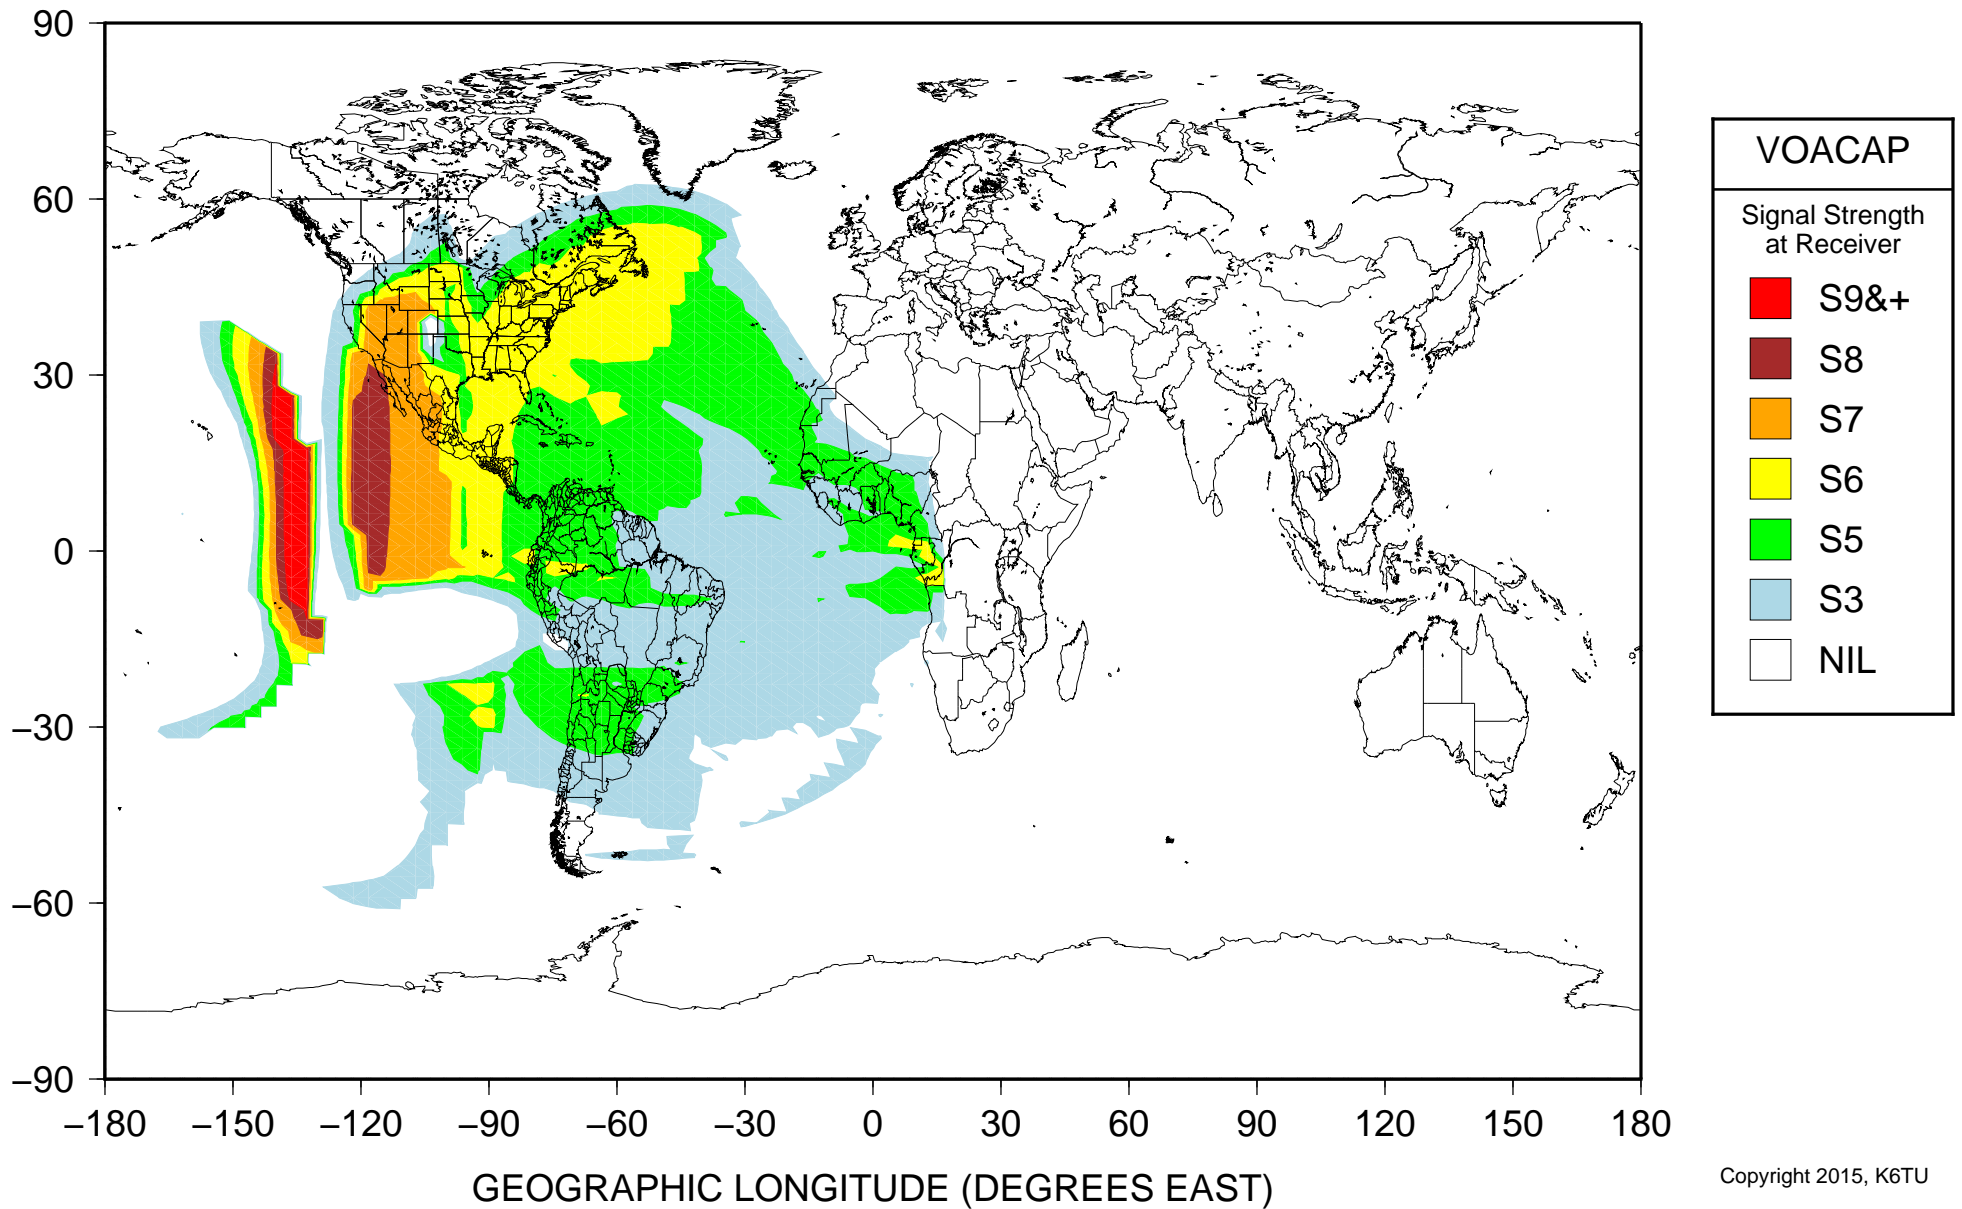 90
60
30
0
−30
−60
−90
−180 −150 −120 −90 −60 −30 0 30 60 90 120 150 180
GEOGRAPHIC LONGITUDE (DEGREES EAST)
VOACAP
Signal Strength
at Receiver
S9&+
S8
S7
S6
S5
S3
NIL
Copyright 2015, K6TU